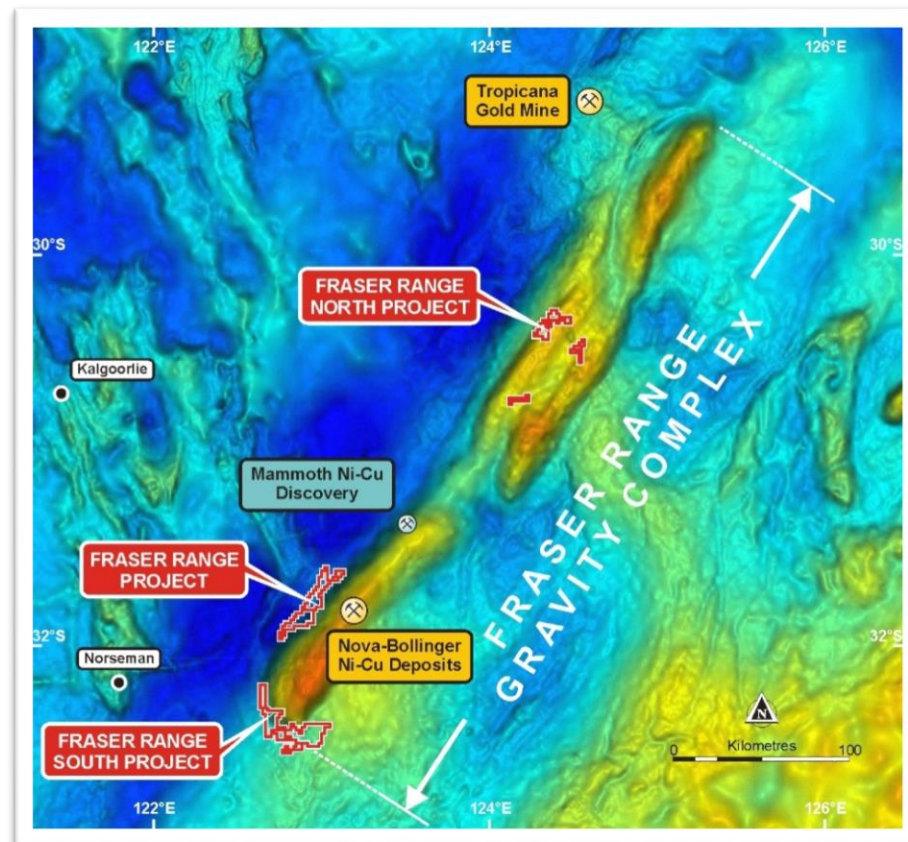 122°E
124°E
126°E
Tropicana
Gold Mine
30°S
30°S
FRASER RANGE
NORTH PROJECT
Kalgoorlie
Mammoth Ni-Cu
Discovery
FRASER RANGE
PROJECT
FRASER RANGE
GRAVITY COMPLEX
32°S
32°S
Nova-Bollinger
Ni-Cu Deposits
Norseman
N
FRASER RANGE
SOUTH PROJECT
Kilometres
0 100
122°E
124°E
126°E